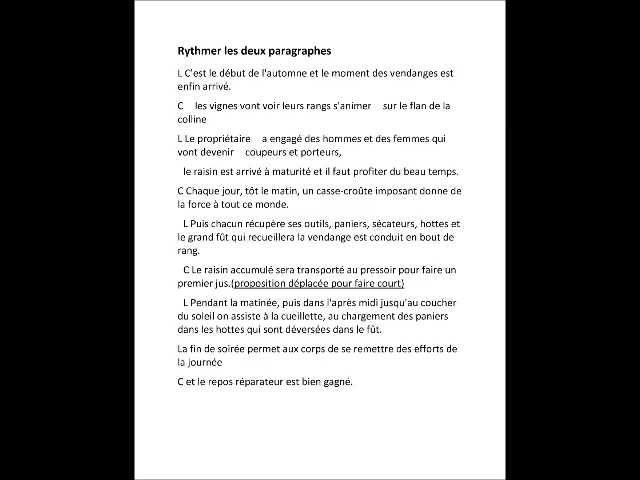 Rythmer les deux paragraphes
L C'est le début de l'automne et le moment des vendanges est
enfin arrivé.
C les vignes vont voir leurs rangs s'animer sur le flan de la
colline
L Le propriétaire a engagé des hommes et des femmes qui
vont devenir coupeurs et porteurs,
le raisin est arrivé à maturité et il faut profiter du beau temps.
C Chaque jour, tôt le matin, un casse-croûte imposant donne de
la force à tout ce monde.
L Puis chacun récupère ses outils, paniers, sécateurs, hottes et
le grand fût qui recueillera la vendange est conduit en bout de
rang.
C Le raisin accumulé sera transporté au pressoir pour faire un
premier jus.(proposition déplacée pour faire court)
L Pendant la matinée, puis dans l'après midi jusqu'au coucher
du soleil on assiste à la cueillette, au chargement des paniers
dans les hottes qui sont déversées dans le fût.
La fin de soirée permet aux corps de se remettre des efforts de
la journée
C et le repos réparateur est bien gagné.